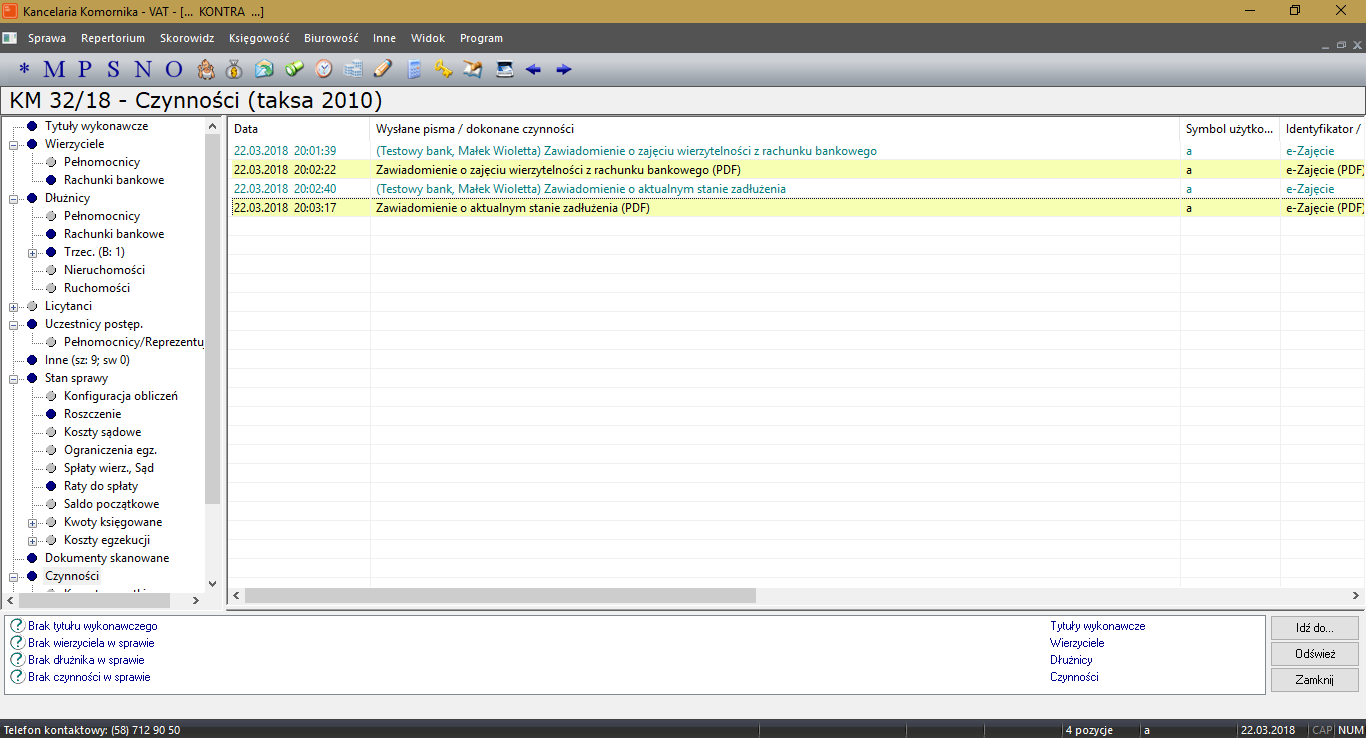 Kancelaria Komornika - VAT - [... KONTRA ...]
Sprawa Repertorium Skorowidz Księgowość Biurowość Inne Widok Program
* M P S N O
KM 32/18 - Czynności (taksa 2010)
Tytuły wykonawcze
Wierzyciele
Pełnomocnicy
Rachunki bankowe
Dłużnicy
Pełnomocnicy
Rachunki bankowe
Trzec. (B: 1)
Nieruchomości
Ruchomości
Licytanci
Uczestnicy postęp.
Pełnomocnicy/Reprezentu
Inne (sz: 9; sw 0)
Stan sprawy
Konfiguracja obliczeń
Roszczenie
Koszty sądowe
Ograniczenia egz.
Spłaty wierz., Sąd
Raty do spłaty
Saldo początkowe
Kwoty księgowane
Koszty egzekucji
Dokumenty skanowane
Czynności
Data Wysłane pisma / dokonane czynności Symbol użytko... Identyfikator /
22.03.2018 20:01:39 (Testowy bank, Małek Wioletta) Zawiadomienie o zajęciu wierzytelności z rachunku bankowego a e-Zajęcie
22.03.2018 20:02:22 Zawiadomienie o zajęciu wierzytelności z rachunku bankowego (PDF) a e-Zajęcie (PDF)
22.03.2018 20:02:40 (Testowy bank, Małek Wioletta) Zawiadomienie o aktualnym stanie zadłużenia a e-Zajęcie
22.03.2018 20:03:17 Zawiadomienie o aktualnym stanie zadłużenia (PDF) a e-Zajęcie (PDF)
Brak tytułu wykonawczego Tytuły wykonawcze
Brak wierzyciela w sprawie Wierzyciele
Brak dłużnika w sprawie Dłużnicy
Brak czynności w sprawie Czynności
Idź do...
Odśwież
Zamknij
Telefon kontaktowy: (58) 712 90 50 4 pozycje a 22.03.2018 CAP NUM